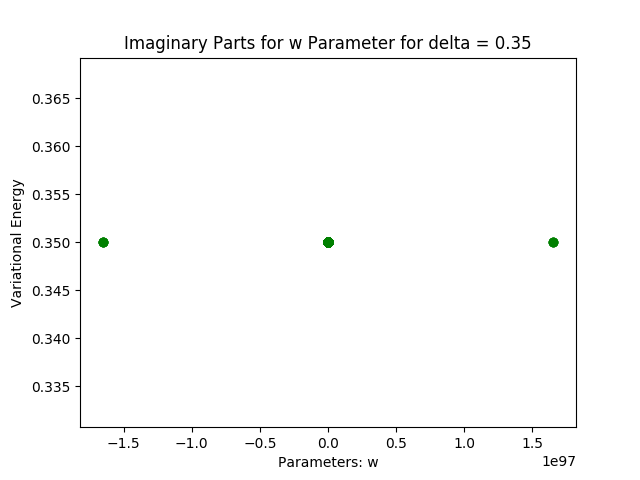 Imaginary Parts for w Parameter for delta = 0.35
Variational Energy
0.365
0.360
0.355
0.350
0.345
0.340
0.335
−1.5 −1.0 −0.5 0.0 0.5 1.0 1.5
1e97
Parameters: w